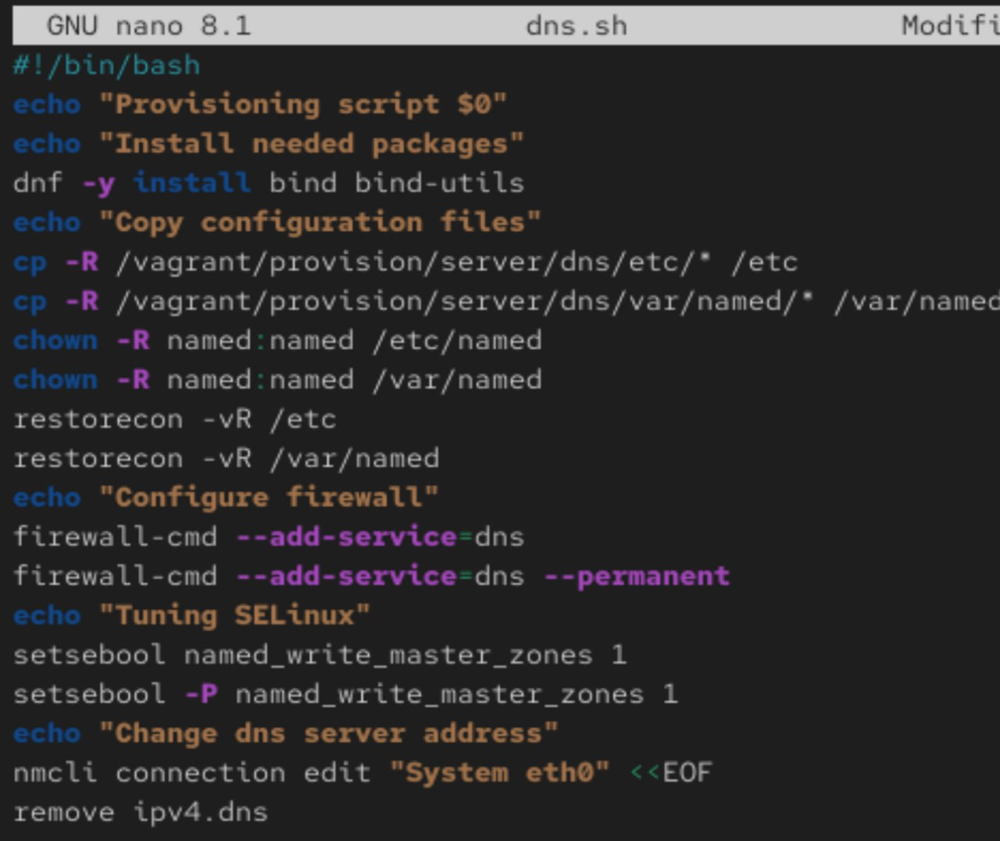 GNU nano 8.1 dns.sh Modifi
#!/bin/bash
echo "Provisioning script $0"
echo "Install needed packages"
dnf -y install bind bind-utils
echo "Copy configuration files"
cp -R /vagrant/provision/server/dns/etc/* /etc
cp -R /vagrant/provision/server/dns/var/named/* /var/named
chown -R named:named /etc/named
chown -R named:named /var/named
restorecon -vR /etc
restorecon -vR /var/named
echo "Configure firewall"
firewall-cmd --add-service=dns
firewall-cmd --add-service=dns --permanent
echo "Tuning SELinux"
setsebool named_write_master_zones 1
setsebool -P named_write_master_zones 1
echo "Change dns server address"
nmcli connection edit "System eth0" <<EOF
remove ipv4.dns